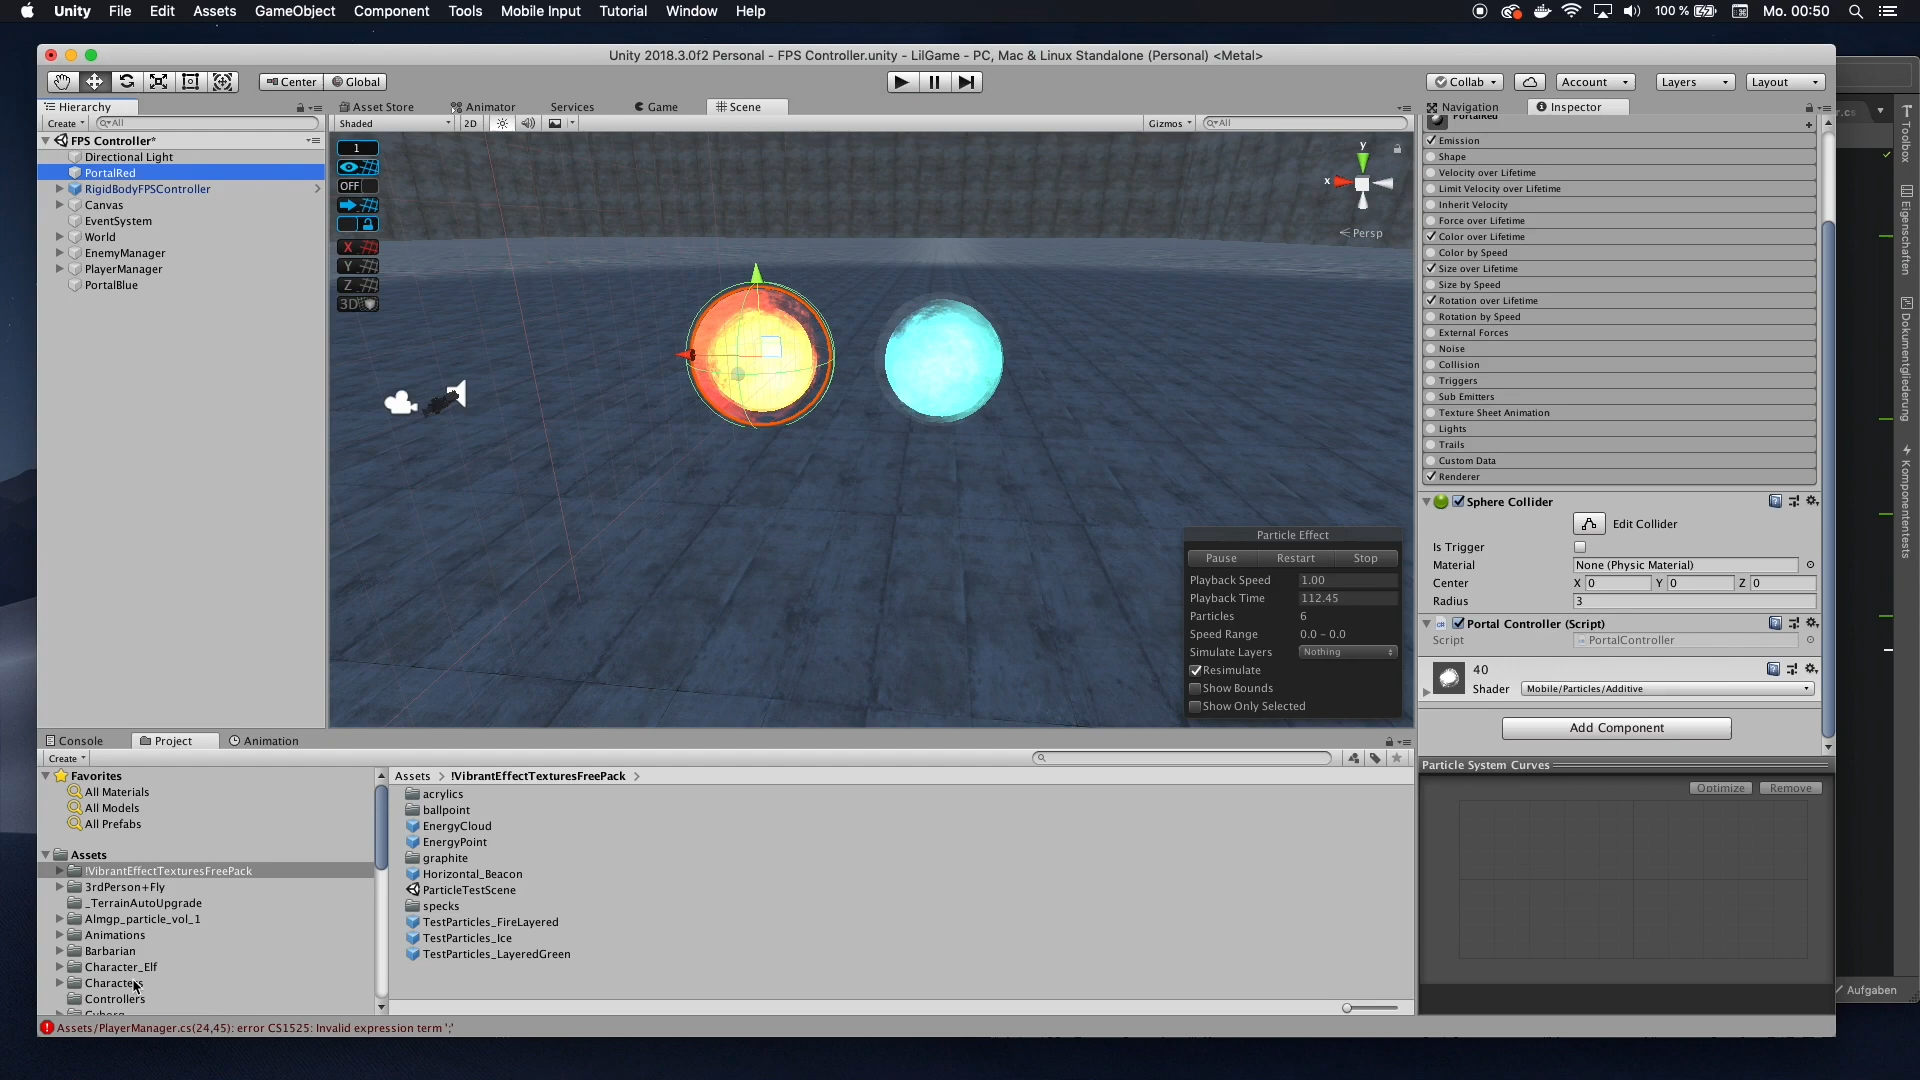 Unity File Edit Assets GameObject Component Tools Mobile Input Tutorial Window Help
100 % Mo. 00:50
Unity 2018.3.0f2 Personal - FPS Controller.unity - LilGame - PC, Mac & Linux Standalone (Personal) <Metal>
Center Global Collab Account Layers Layout
Hierarchy Asset Store Animator Services Game Scene Navigation Inspector
Create All Shaded 2D Gizmos All
FPS Controller*
Directional Light
PortalRed
RigidBodyFPSController
Canvas
EventSystem
World
EnemyManager
PlayerManager
PortalBlue
1
OFF
X
Y
Z
3D
y
x
Persp
Particle Effect
Pause Restart Stop
Playback Speed 1.00
Playback Time 112.45
Particles 6
Speed Range 0.0 - 0.0
Simulate Layers Nothing
Resimulate
Show Bounds
Show Only Selected
PortalRed
Emission
Shape
Velocity over Lifetime
Limit Velocity over Lifetime
Inherit Velocity
Force over Lifetime
Color over Lifetime
Color by Speed
Size over Lifetime
Size by Speed
Rotation over Lifetime
Rotation by Speed
External Forces
Noise
Collision
Triggers
Sub Emitters
Texture Sheet Animation
Lights
Trails
Custom Data
Renderer
Sphere Collider
Edit Collider
Is Trigger
Material None (Physic Material)
Center X 0 Y 0 Z 0
Radius 3
Portal Controller (Script)
Script PortalController
40
Shader Mobile/Particles/Additive
Add Component
Particle System Curves
Optimize Remove
Console Project Animation
Create
Favorites
All Materials
All Models
All Prefabs
Assets
!VibrantEffectTexturesFreePack
3rdPerson+Fly
_TerrainAutoUpgrade
Almgp_particle_vol_1
Animations
Barbarian
Character_Elf
Characters
Controllers
Cyborg
Assets > !VibrantEffectTexturesFreePack >
acrylics
ballpoint
EnergyCloud
EnergyPoint
graphite
Horizontal_Beacon
ParticleTestScene
specks
TestParticles_FireLayered
TestParticles_Ice
TestParticles_LayeredGreen
Assets/PlayerManager.cs(24,45): error CS1525: Invalid expression term ';'
Toolbox
Eigenschaften
Dokumentgliederung
Komponententests
Aufgaben